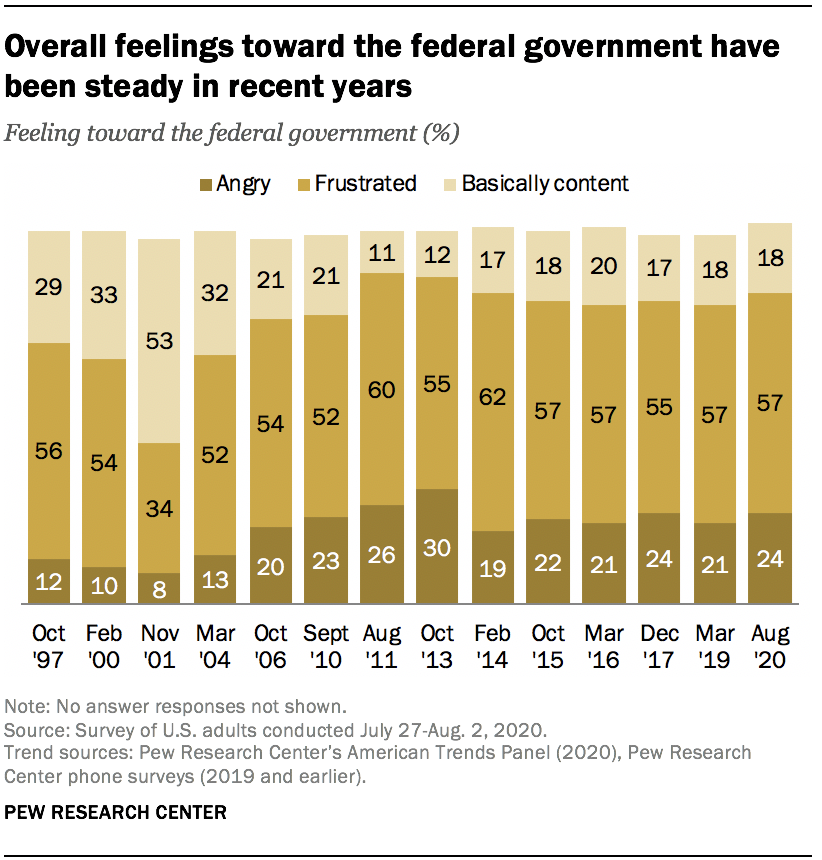 Overall feelings toward the federal government have
been steady in recent years
Feeling toward the federal government (%)
Angry Frustrated Basically content
29 33 53 32 21 21 11 12 17 18 20 17 18 18
56 54 34 52 54 52 60 55 62 57 57 55 57 57
12 10 8 13 20 23 26 30 19 22 21 24 21 24
Oct Feb Nov Mar Oct Sept Aug Oct Feb Oct Mar Dec Mar Aug
'97 '00 '01 '04 '06 '10 '11 '13 '14 '15 '16 '17 '19 '20
Note: No answer responses not shown.
Source: Survey of U.S. adults conducted July 27-Aug. 2, 2020.
Trend sources: Pew Research Center’s American Trends Panel (2020), Pew Research
Center phone surveys (2019 and earlier).
PEW RESEARCH CENTER